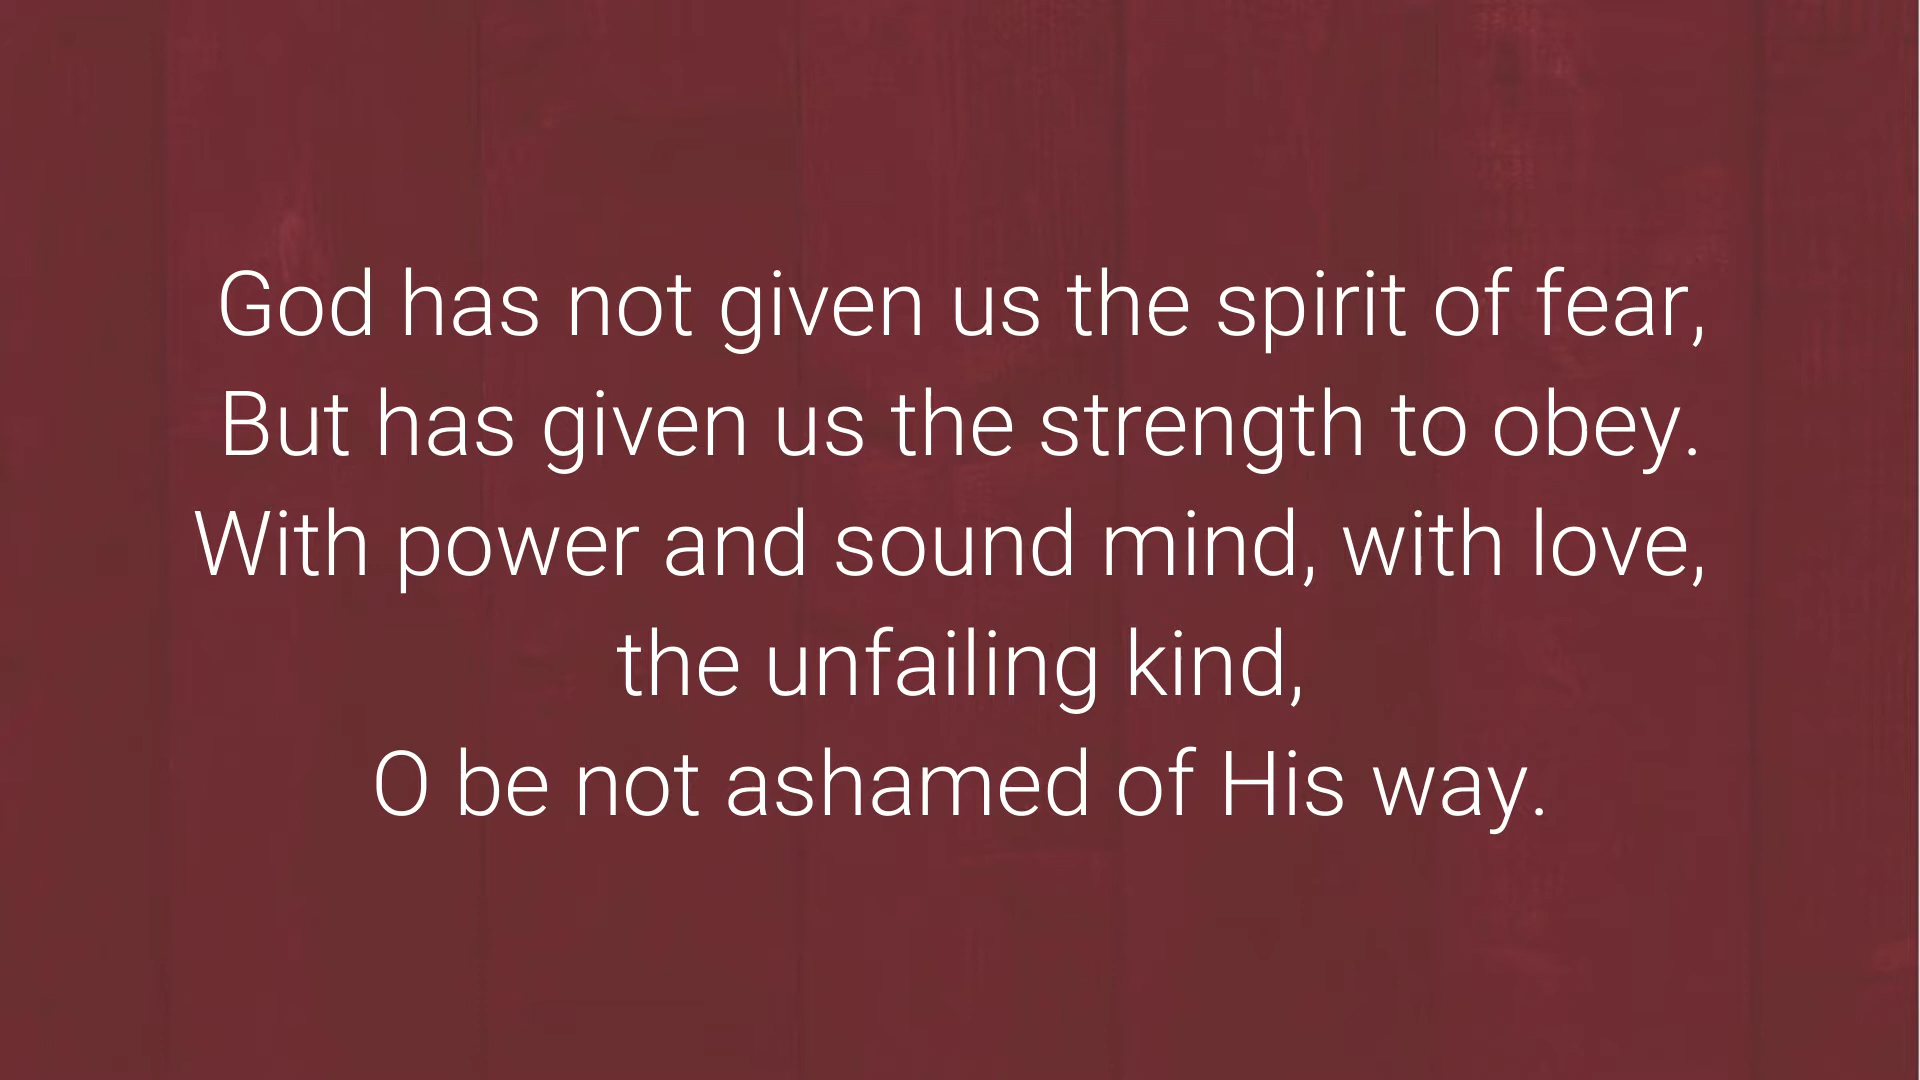 God has not given us the spirit of fear,
But has given us the strength to obey.
With power and sound mind, with love,
the unfailing kind,
O be not ashamed of His way.